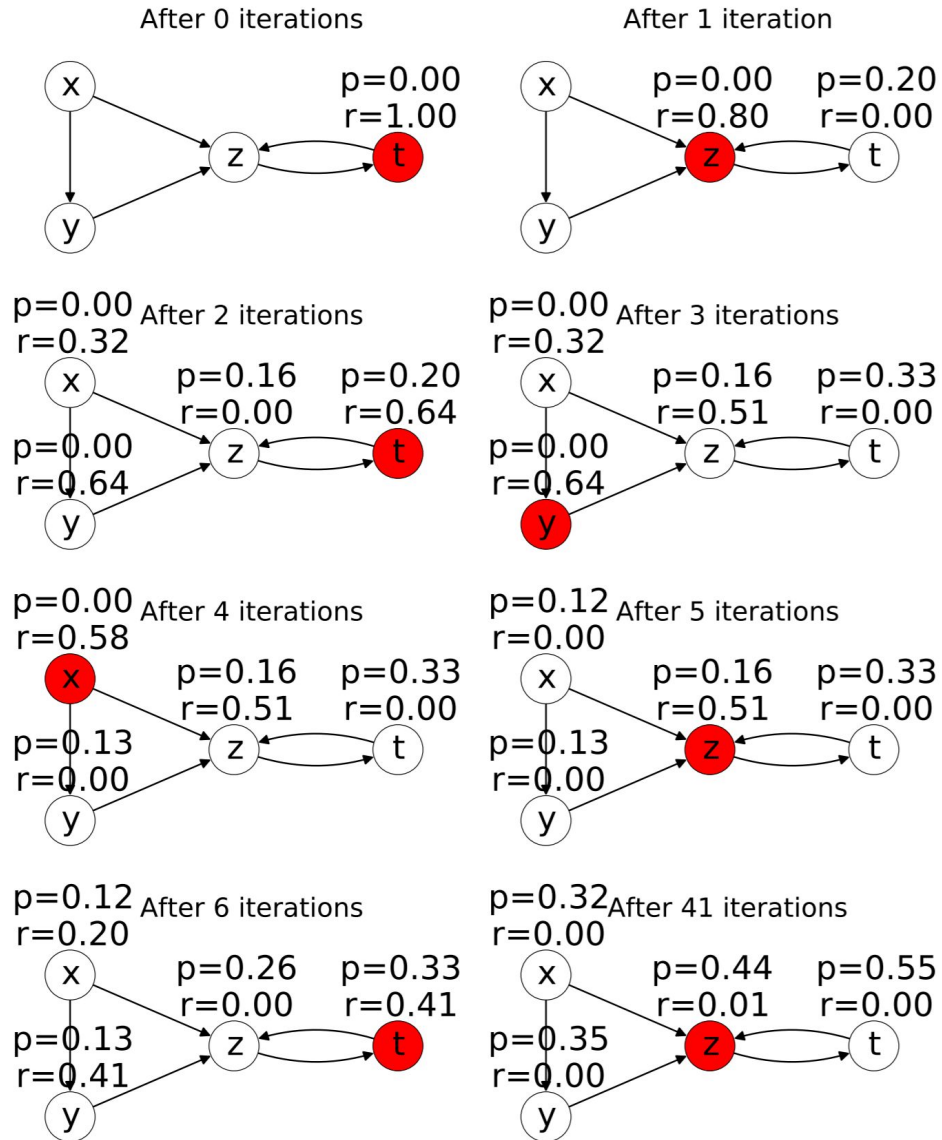 After 0 iterations
x
p=0.00
r=1.00
z
t
y
After 1 iteration
x
p=0.00
r=0.80
p=0.20
r=0.00
z
t
y
After 2 iterations
p=0.00
r=0.32
x
p=0.16
r=0.00
p=0.20
r=0.64
p=0.00
r=0.64
z
t
y
After 3 iterations
p=0.00
r=0.32
x
p=0.16
r=0.51
p=0.33
r=0.00
p=0.00
r=0.64
z
t
y
After 4 iterations
p=0.00
r=0.58
x
p=0.16
r=0.51
p=0.33
r=0.00
p=0.13
r=0.00
z
t
y
After 5 iterations
p=0.12
r=0.00
x
p=0.16
r=0.51
p=0.33
r=0.00
p=0.13
r=0.00
z
t
y
After 6 iterations
p=0.12
r=0.20
x
p=0.26
r=0.00
p=0.33
r=0.41
p=0.13
r=0.41
z
t
y
After 41 iterations
p=0.32
r=0.00
x
p=0.44
r=0.01
p=0.55
r=0.00
p=0.35
r=0.00
z
t
y